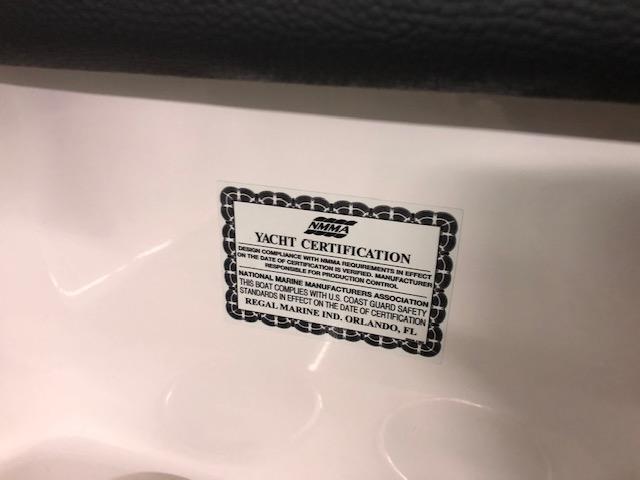 NMMA
YACHT CERTIFICATION
DESIGN COMPLIANCE WITH NMMA REQUIREMENTS IN EFFECT
ON THE DATE OF CERTIFICATION IS VERIFIED. MANUFACTURER
RESPONSIBLE FOR PRODUCTION CONTROL
NATIONAL MARINE MANUFACTURERS ASSOCIATION
THIS BOAT COMPLIES WITH U.S. COAST GUARD SAFETY
STANDARDS IN EFFECT ON THE DATE OF CERTIFICATION
REGAL MARINE IND. ORLANDO, FL